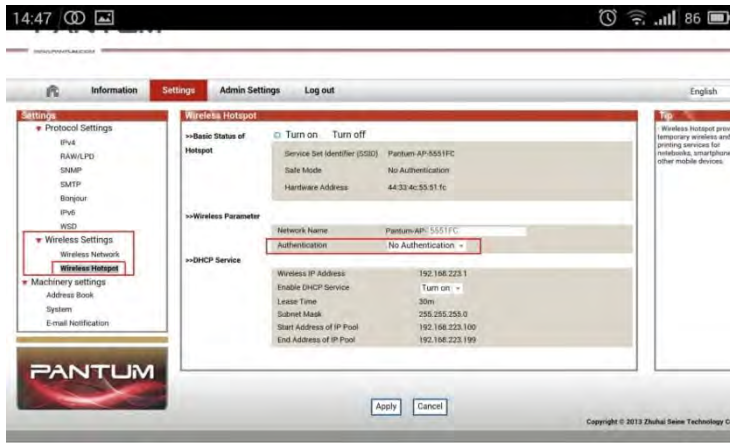 14:47
86
Information Settings Admin Settings Log out English
Settings
Protocol Settings
IPv4
RAW/LPD
SNMP
SMTP
Bonjour
IPv6
WSD
Wireless Settings
Wireless Network
Wireless Hotspot
Machinery settings
Address Book
System
E-mail Notification
PANTUM
Wireless Hotspot
>>Basic Status of Hotspot
Turn on Turn off
Service Set Identifier (SSID) Pantum-AP-5551FC
Safe Mode No Authentication
Hardware Address 44:33:4c:55:51:fc
>>Wireless Parameter
Network Name Pantum-AP- 5551FC
Authentication No Authentication
>>DHCP Service
Wireless IP Address 192.168.223.1
Enable DHCP Service Turn on
Lease Time 30m
Subnet Mask 255.255.255.0
Start Address of IP Pool 192.168.223.100
End Address of IP Pool 192.168.223.199
Apply Cancel
Tip
- Wireless Hotspot prov
temporary wireless and
printing services for
notebooks, smartphone
other mobile devices.
Copyright © 2013 Zhuhai Seine Technology C